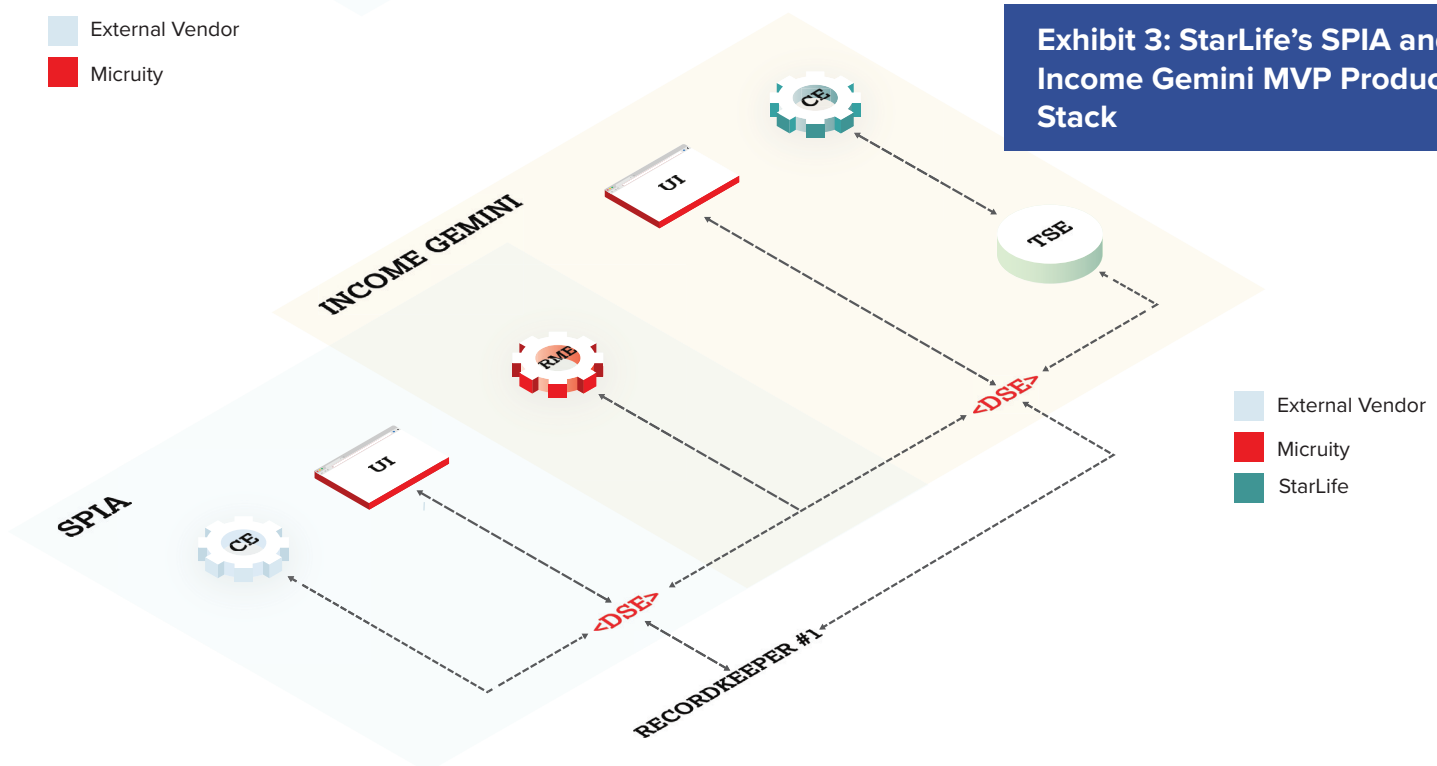 External Vendor
Micruity
Exhibit 3: StarLife's SPIA and
Income Gemini MVP Produc
Stack
CE
UI
TSE
INCOME GEMINI
RME
<DSE>
External Vendor
Micruity
StarLife
UI
SPIA
CE
<DSE>
RECORDKEEPER #1